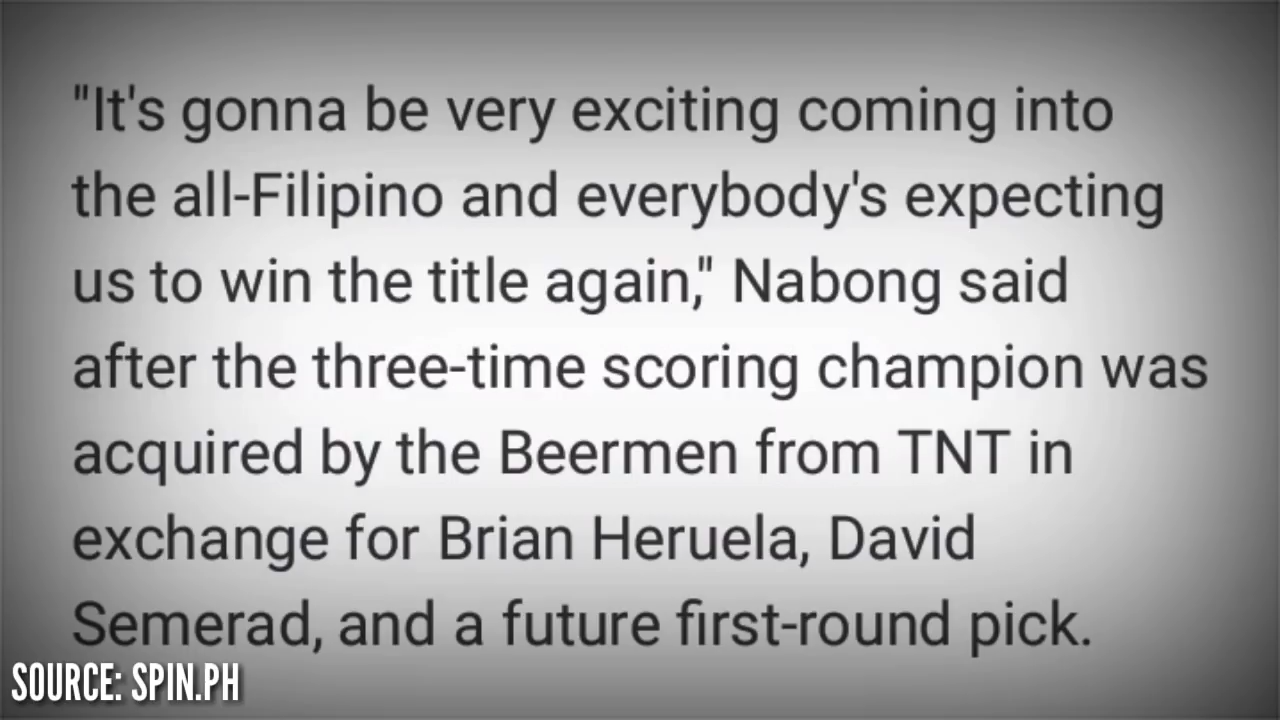 "It's gonna be very exciting coming into
the all-Filipino and everybody's expecting
us to win the title again," Nabong said
after the three-time scoring champion was
acquired by the Beermen from TNT in
exchange for Brian Heruela, David
Semerad, and a future first-round pick.
SOURCE: SPIN.PH